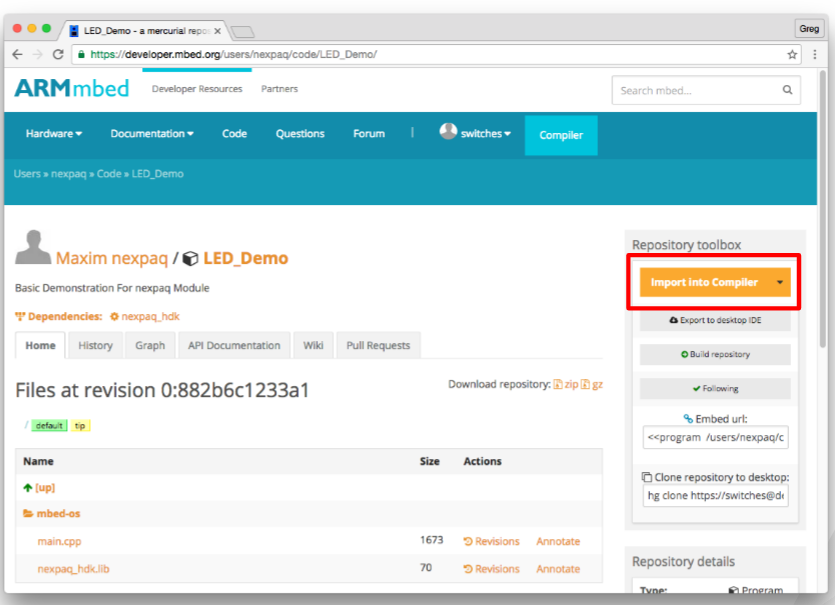 LED_Demo - a mercurial repos
Greg
https://developer.mbed.org/users/nexpaq/code/LED_Demo/
ARMmbed Developer Resources Partners
Search mbed...
Hardware Documentation Code Questions Forum | switches Compiler
Users » nexpaq » Code » LED_Demo
Maxim nexpaq / LED_Demo
Basic Demonstration For nexpaq Module
Dependencies: nexpaq_hdk
Home History Graph API Documentation Wiki Pull Requests
Files at revision 0:882b6c1233a1
Download repository: zip gz
/ default tip
Name Size Actions
[up]
mbed-os
main.cpp 1673 Revisions Annotate
nexpaq_hdk.lib 70 Revisions Annotate
Repository toolbox
Import into Compiler
Export to desktop IDE
Build repository
Following
Embed url:
<<program /users/nexpaq/c
Clone repository to desktop:
hg clone https://switches@de
Repository details
Type: Program